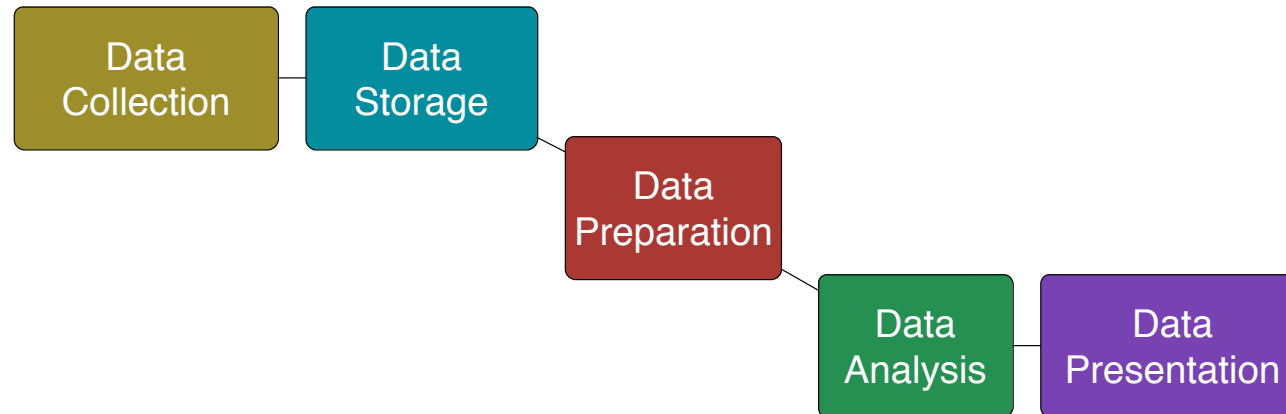 Data
Collection
Data
Storage
Data
Preparation
Data
Analysis
Data
Presentation